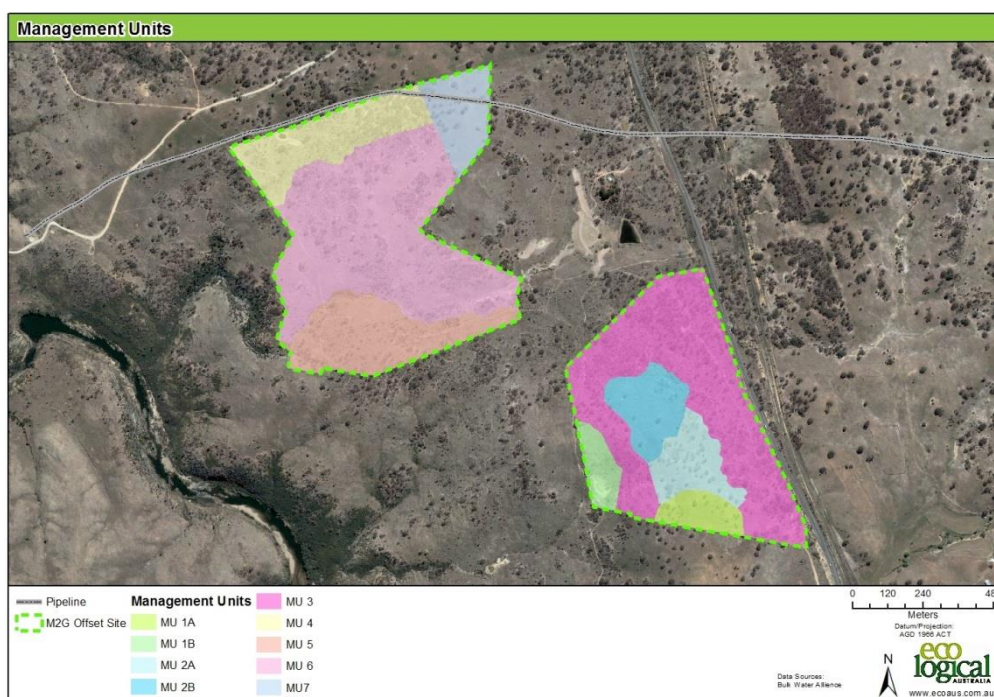 Management Units
Pipeline
M2G Offset Site
Management Units
MU 1A
MU 1B
MU 2A
MU 2B
MU 3
MU 4
MU 5
MU 6
MU7
0 120 240 48
Meters
Datum/Projection:
AGD 1966 ACT
Data Sources:
Bulk Water Alliance
N
eco
logical
AUSTRALIA
www.ecoaus.com.au